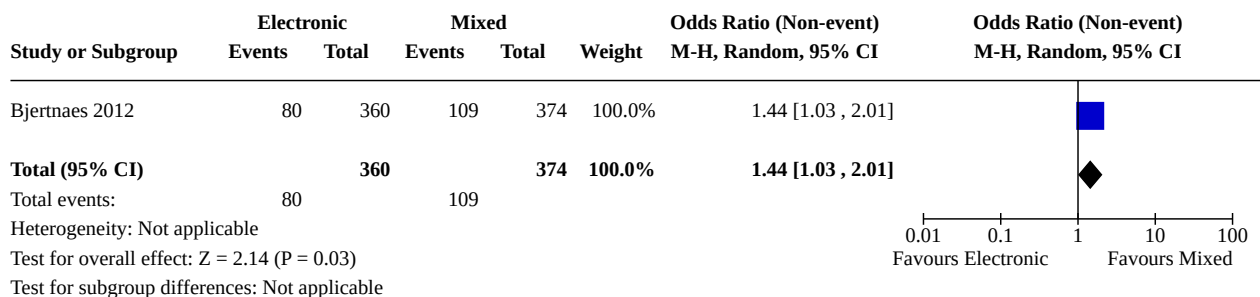 Electronic Mixed Odds Ratio (Non-event) Odds Ratio (Non-event)
Study or Subgroup Events Total Events Total Weight M-H, Random, 95% CI M-H, Random, 95% CI
Bjertnaes 2012 80 360 109 374 100.0% 1.44 [1.03 , 2.01]
Total (95% CI) 360 374 100.0% 1.44 [1.03 , 2.01]
Total events: 80 109
Heterogeneity: Not applicable
0.01 0.1 1 10 100
Test for overall effect: Z = 2.14 (P = 0.03) Favours Electronic Favours Mixed
Test for subgroup differences: Not applicable